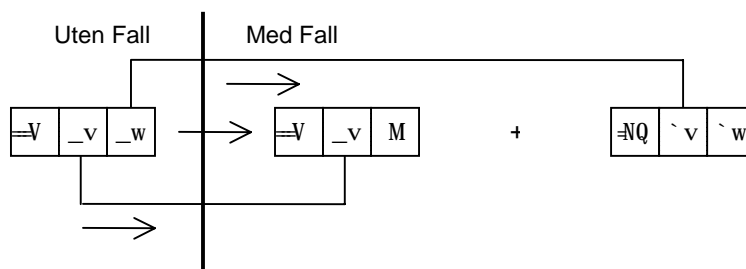 Uten Fall Med Fall
V _v _w V _v M + NQ `v `w